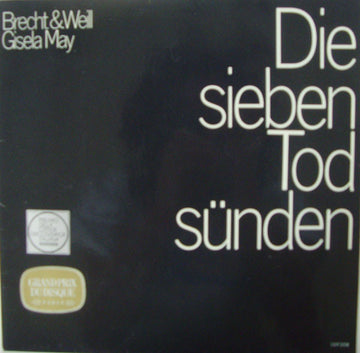 Brecht & Weill
Gisela May
Die
sieben
Tod
sünden
GRAND PRIX
DU DISQUE